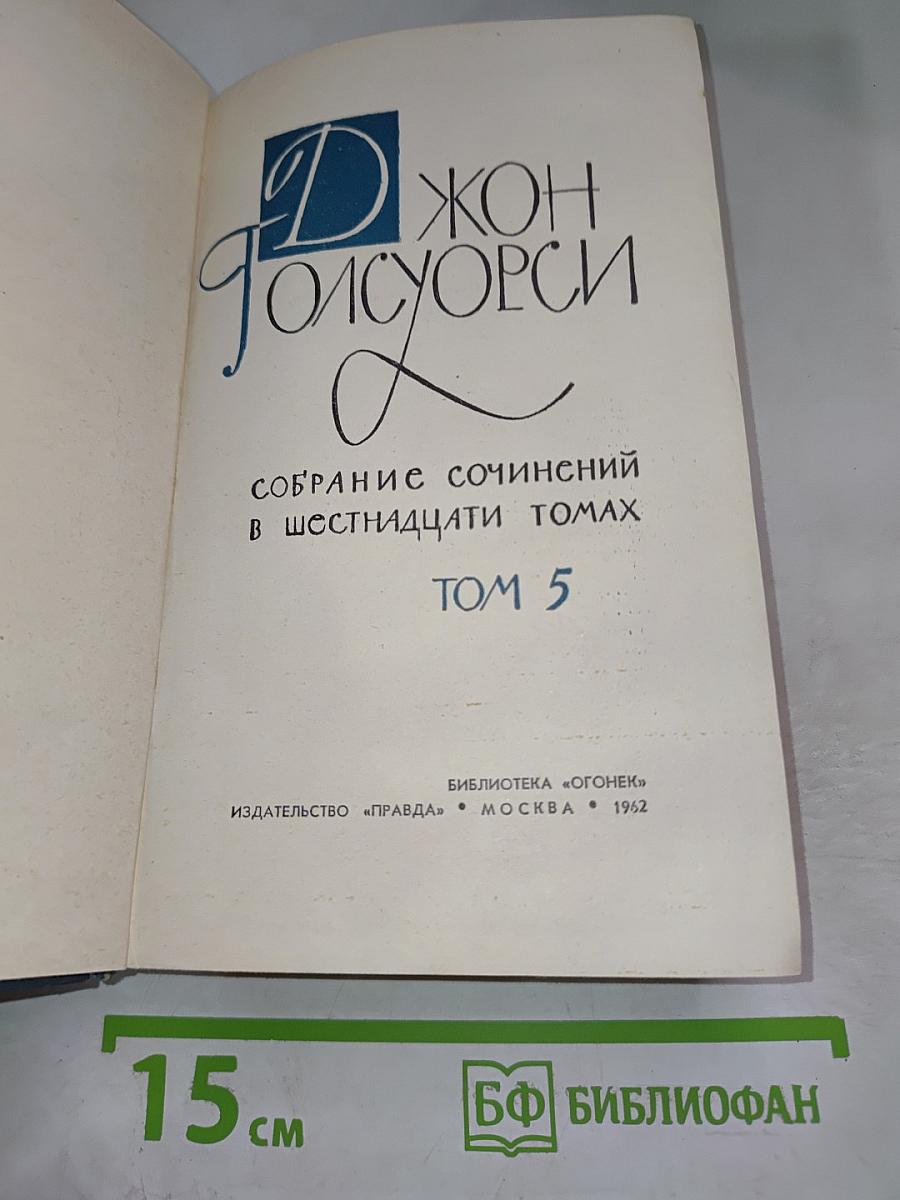 ДЖОН
ГОЛСУОРСИ
СОБРАНИЕ СОЧИНЕНИЙ
В ШЕСТНАДЦАТИ ТОМАХ
ТОМ 5
БИБЛИОТЕКА «ОГОНЕК»
ИЗДАТЕЛЬСТВО «ПРАВДА» • МОСКВА • 1962
15 см
БФ БИБЛИОФАН